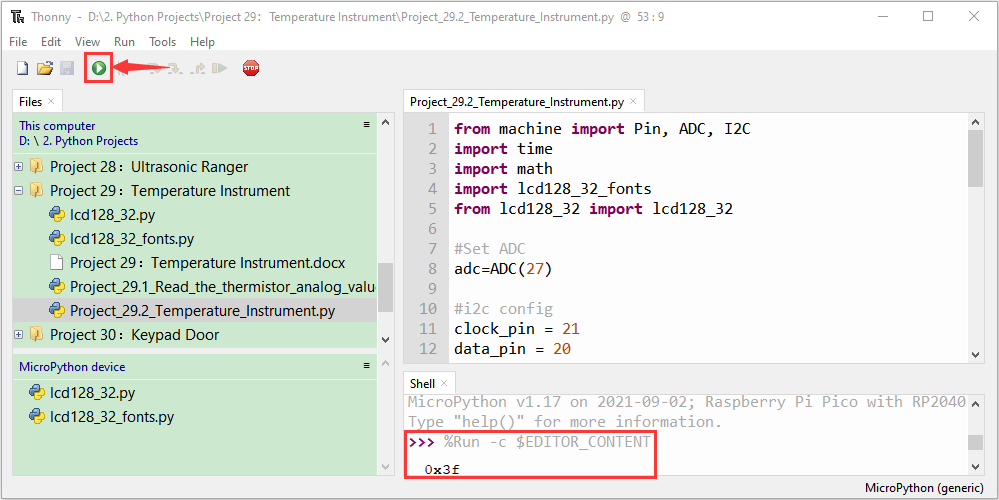 Thonny - D:\2. Python Projects\Project 29：Temperature Instrument\Project_29.2_Temperature_Instrument.py @ 53 : 9
File Edit View Run Tools Help
STOP
Files ×
This computer ≡
D: \ 2. Python Projects
Project 28：Ultrasonic Ranger
Project 29：Temperature Instrument
lcd128_32.py
lcd128_32_fonts.py
Project 29：Temperature Instrument.docx
Project_29.1_Read_the_thermistor_analog_valu
Project_29.2_Temperature_Instrument.py
Project 30：Keypad Door
MicroPython device ≡
lcd128_32.py
lcd128_32_fonts.py
Project_29.2_Temperature_Instrument.py ×
1 from machine import Pin, ADC, I2C
2 import time
3 import math
4 import lcd128_32_fonts
5 from lcd128_32 import lcd128_32
6
7 #Set ADC
8 adc=ADC(27)
9
10 #i2c config
11 clock_pin = 21
12 data_pin = 20
Shell ×
MicroPython v1.17 on 2021-09-02; Raspberry Pi Pico with RP2040
Type "help()" for more information.
>>> %Run -c $EDITOR_CONTENT
0x3f
MicroPython (generic)